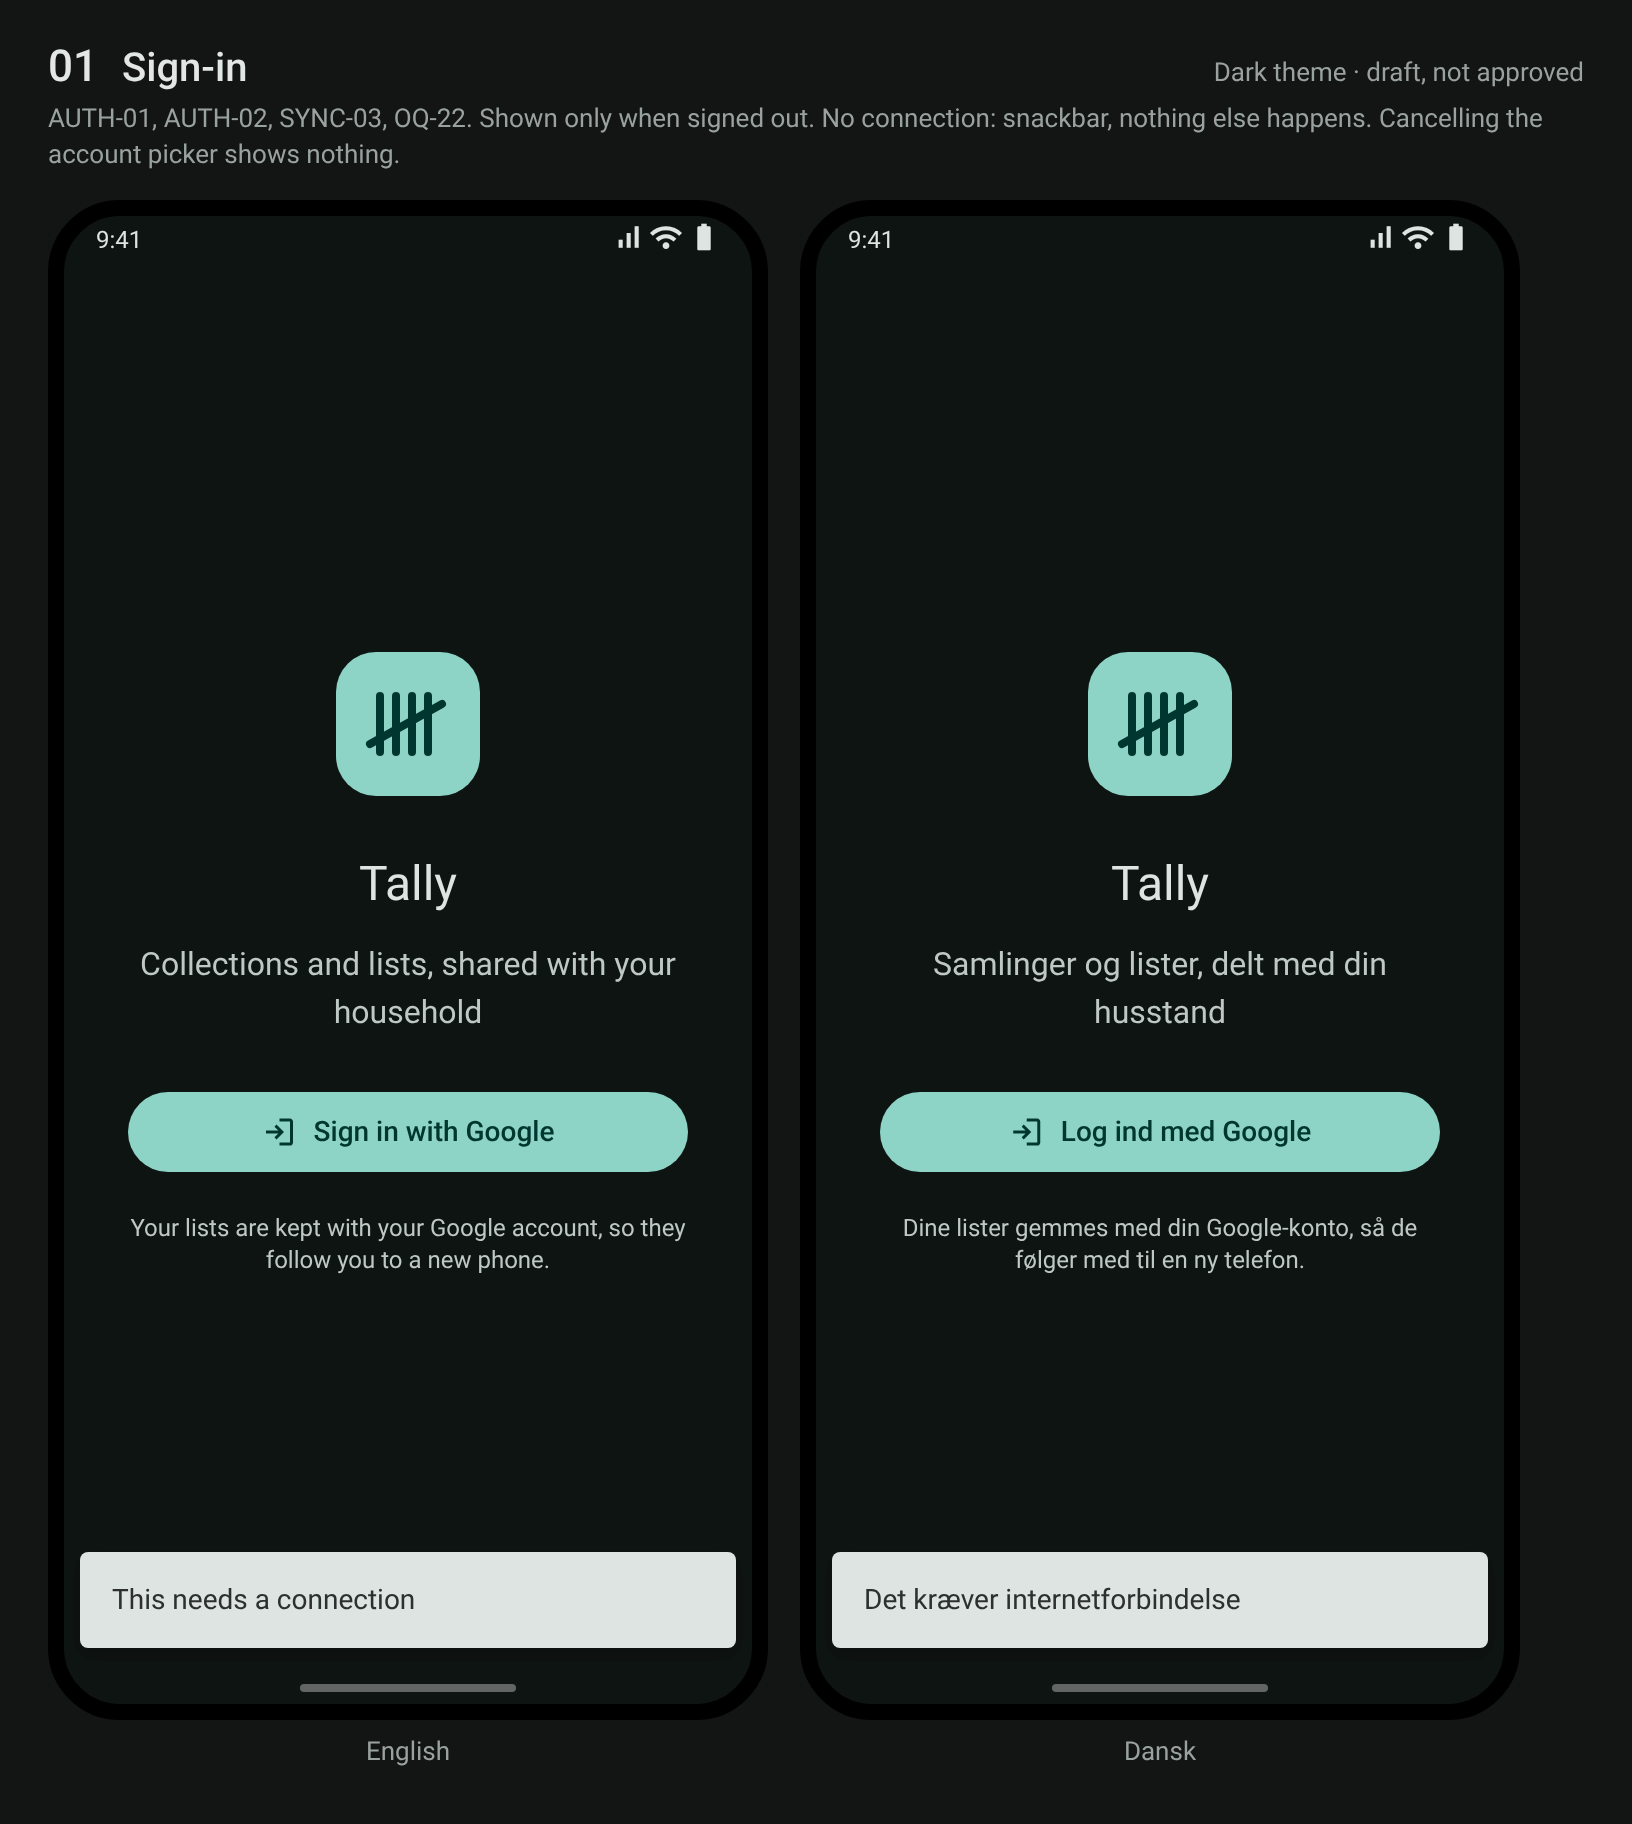 01 Sign-in
Dark theme · draft, not approved
AUTH-01, AUTH-02, SYNC-03, OQ-22. Shown only when signed out. No connection: snackbar, nothing else happens. Cancelling the
account picker shows nothing.
9:41
Tally
Collections and lists, shared with your
household
Sign in with Google
Your lists are kept with your Google account, so they
follow you to a new phone.
This needs a connection
English
9:41
Tally
Samlinger og lister, delt med din
husstand
Log ind med Google
Dine lister gemmes med din Google-konto, så de
følger med til en ny telefon.
Det kræver internetforbindelse
Dansk